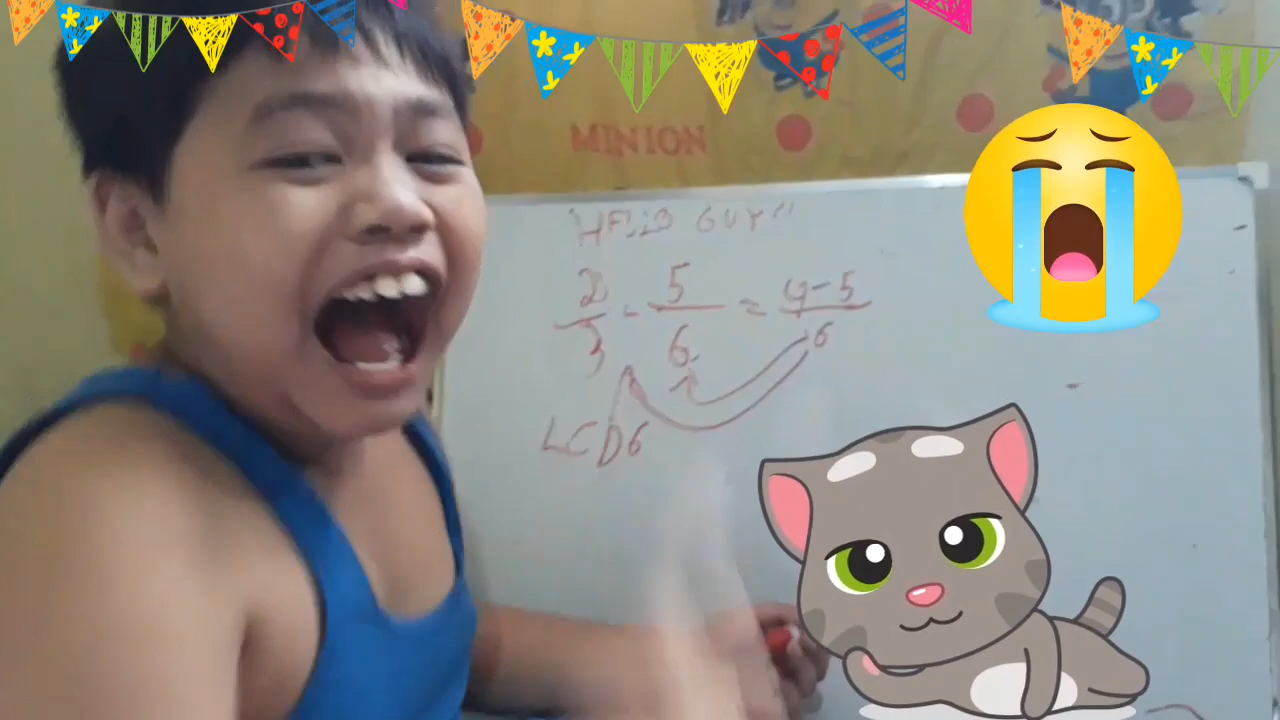 MINION
"HELLO GUYS"
2/3 - 5/6 = 4-5/6
LCD 6